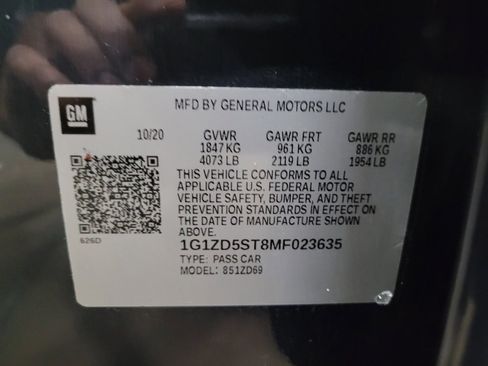 GM
MFD BY GENERAL MOTORS LLC
10/20 GVWR GAWR FRT GAWR RR
1847 KG 961 KG 886 KG
4073 LB 2119 LB 1954 LB
THIS VEHICLE CONFORMS TO ALL
APPLICABLE U.S. FEDERAL MOTOR
VEHICLE SAFETY, BUMPER, AND THEFT
PREVENTION STANDARDS IN EFFECT ON
THE DATE OF MANUFACTURE SHOWN
ABOVE.
626D
1G1ZD5ST8MF023635
TYPE: PASS CAR
MODEL: 851ZD69